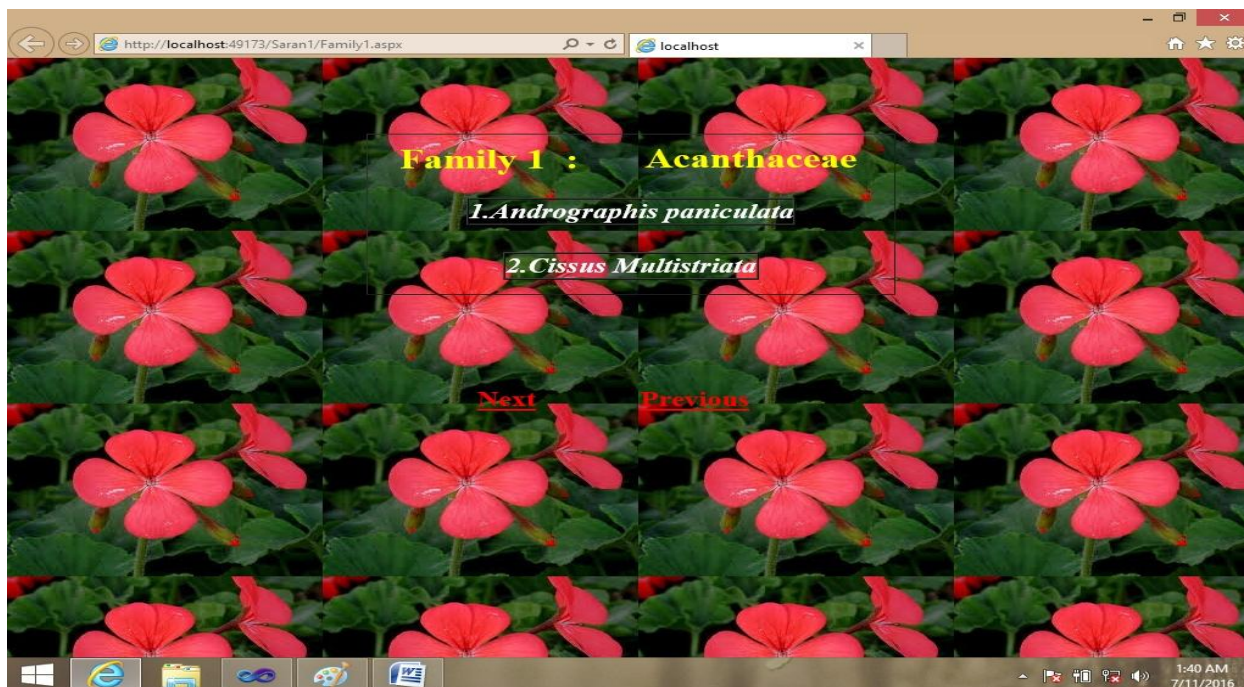 http://localhost:49173/Saran1/Family1.aspx
localhost
Family 1 : Acanthaceae
1.Andrographis paniculata
2.Cissus Multistriata
Next Previous
1:40 AM
7/11/2016